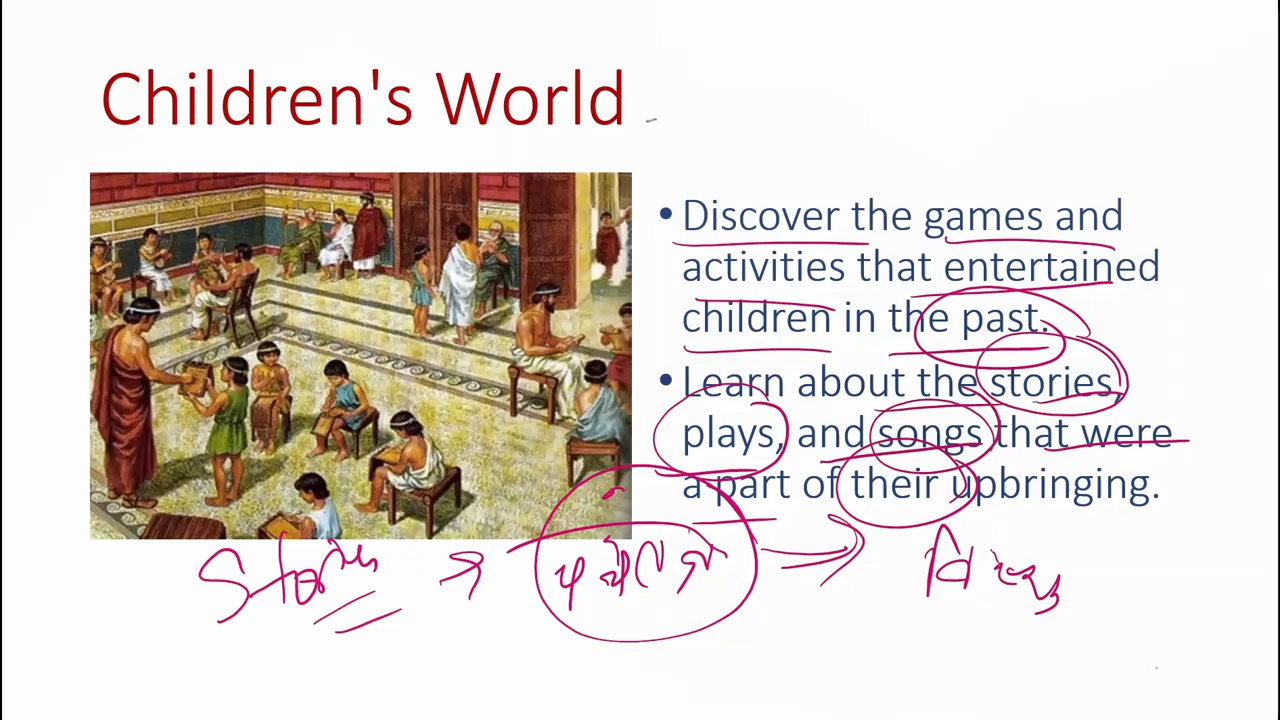 Children's World
• Discover the games and
activities that entertained
children in the past.
• Learn about the stories,
plays, and songs that were
a part of their upbringing.
Stories →